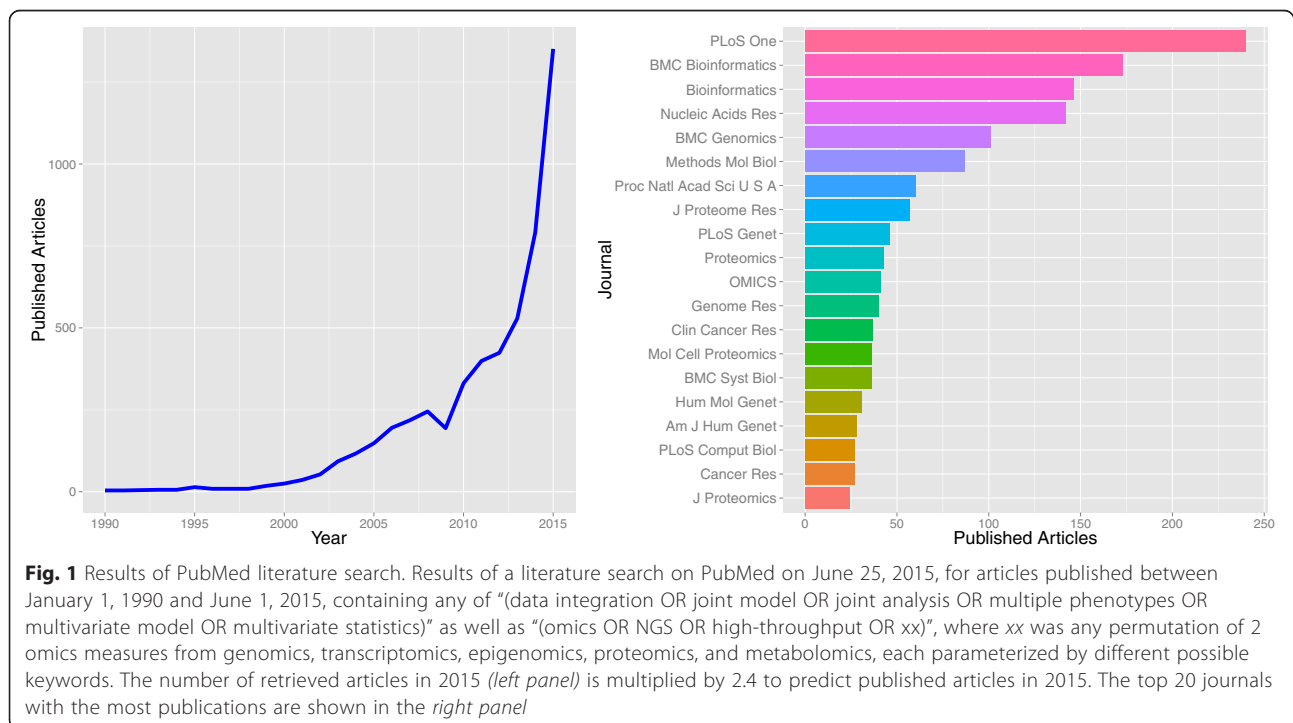 1000
500
0
Published Articles
1990
1995
2000
2005
2010
2015
Year
PLoS One
BMC Bioinformatics
Bioinformatics
Nucleic Acids Res
BMC Genomics
Methods Mol Biol
Proc Natl Acad Sci U S A
J Proteome Res
PLoS Genet
Proteomics
OMICS
Genome Res
Clin Cancer Res
Mol Cell Proteomics
BMC Syst Biol
Hum Mol Genet
Am J Hum Genet
PLoS Comput Biol
Cancer Res
J Proteomics
Journal
0
50
100
150
200
250
Published Articles
Fig. 1 Results of PubMed literature search. Results of a literature search on PubMed on June 25, 2015, for articles published between
January 1, 1990 and June 1, 2015, containing any of “(data integration OR joint model OR joint analysis OR multiple phenotypes OR
multivariate model OR multivariate statistics)” as well as “(omics OR NGS OR high-throughput OR xx)”, where xx was any permutation of 2
omics measures from genomics, transcriptomics, epigenomics, proteomics, and metabolomics, each parameterized by different possible
keywords. The number of retrieved articles in 2015 (left panel) is multiplied by 2.4 to predict published articles in 2015. The top 20 journals
with the most publications are shown in the right panel